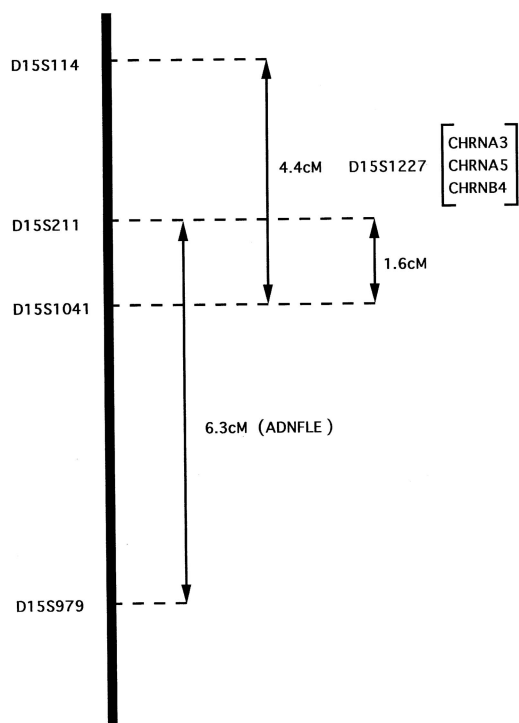 D15S114
CHRNA3
4.4cM D15S1227 CHRNA5
CHRNB4
D15S211
1.6cM
D15S1041
6.3cM (ADNFLE)
D15S979